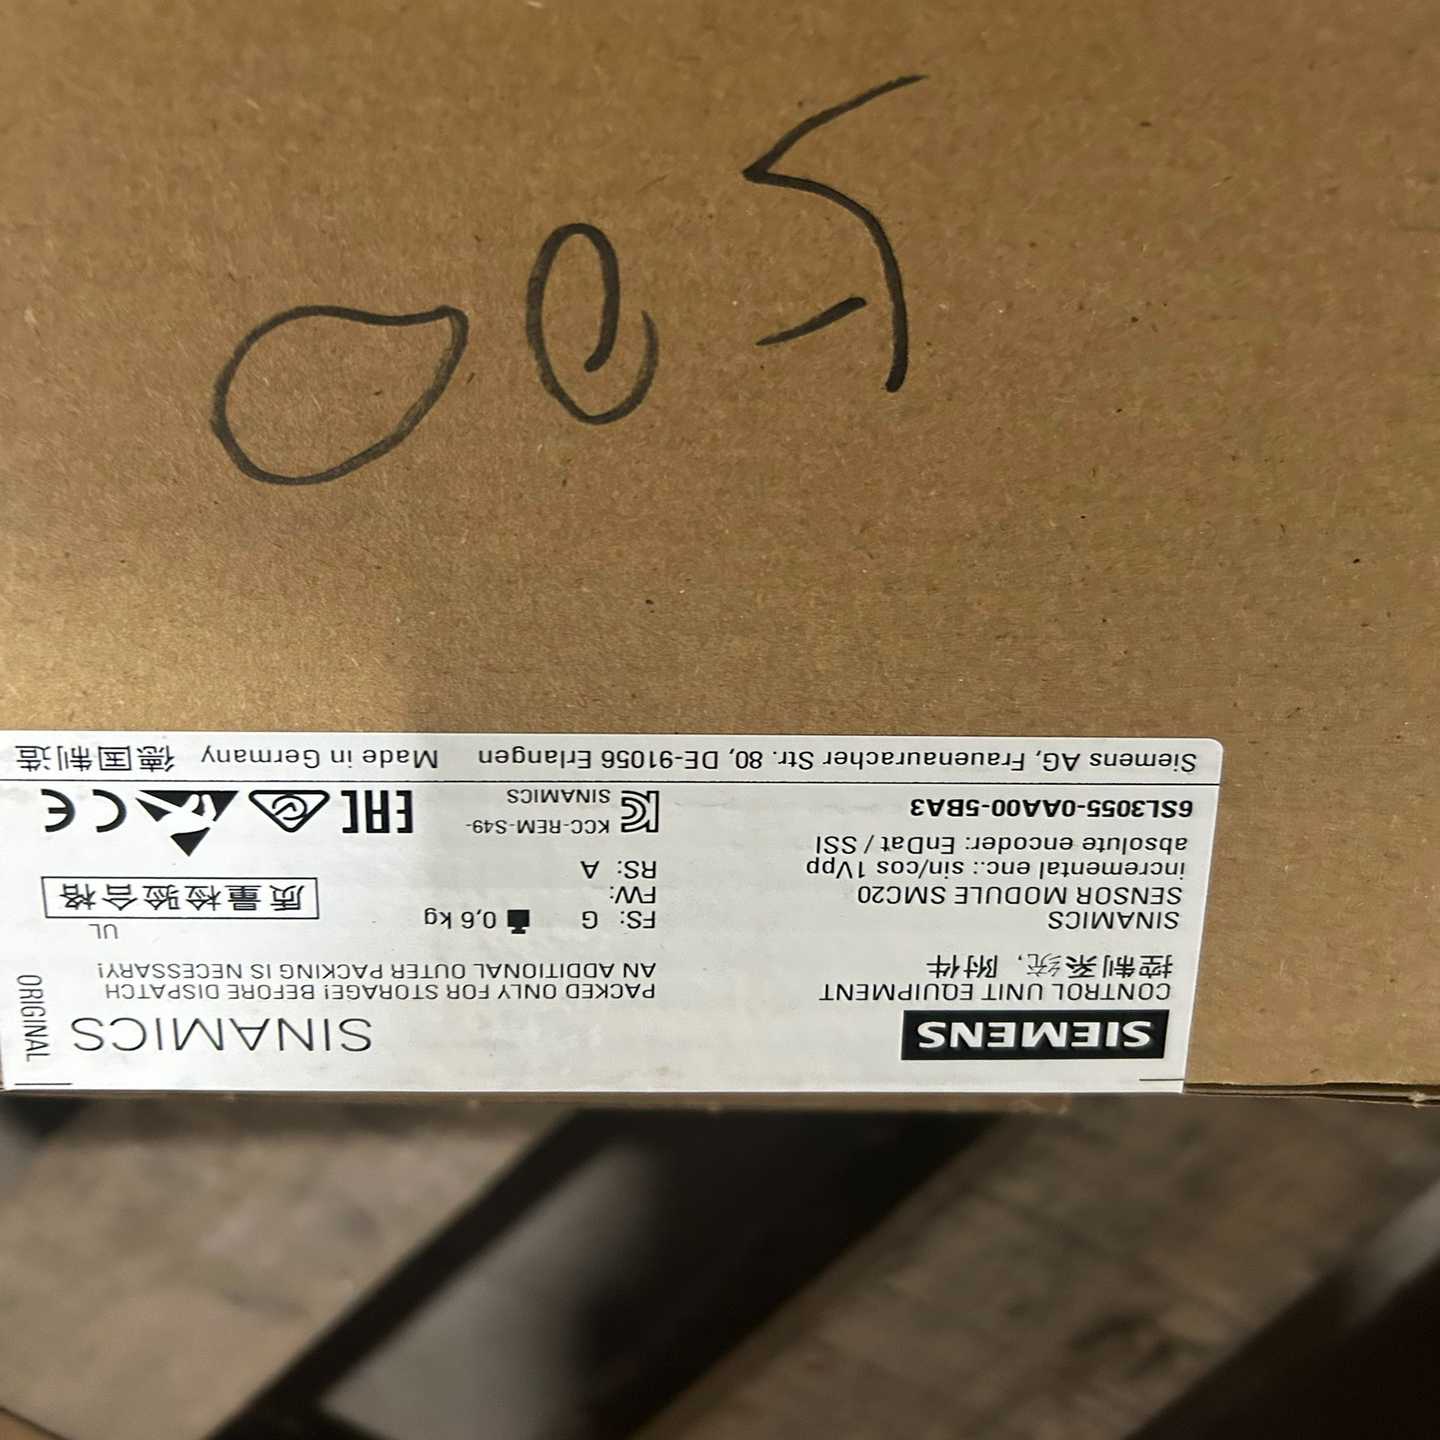 ORIGINAL
SIEMENS
SINAMICS
CONTROL UNIT EQUIPMENT
控制系统，附件
PACKED ONLY FOR STORAGE! BEFORE DISPATCH
AN ADDITIONAL OUTER PACKING IS NECESSARY!
SINAMICS
SENSOR MODULE SMC20
incremental enc.: sin/cos 1Vpp
absolute encoder: EnDat / SSI
6SL3055-0AA00-5BA3
FS: G
FW:
RS: A
0,6 kg
UL
质量检验合格
KCC-REM-S49-
SINAMICS
EAC
CE
Siemens AG, Frauenauracher Str. 80, DE-91056 Erlangen Made in Germany 德国制造
500